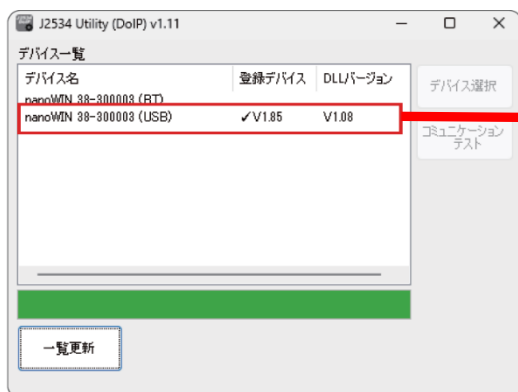 J2534 Utility (DoIP) v1.11
デバイス一覧
デバイス名 登録デバイス DLLバージョン
nanoWIN 38-300003 (BT)
nanoWIN 38-300003 (USB) ✓V1.85 V1.08
デバイス選択
コミュニケーション
テスト
一覧更新